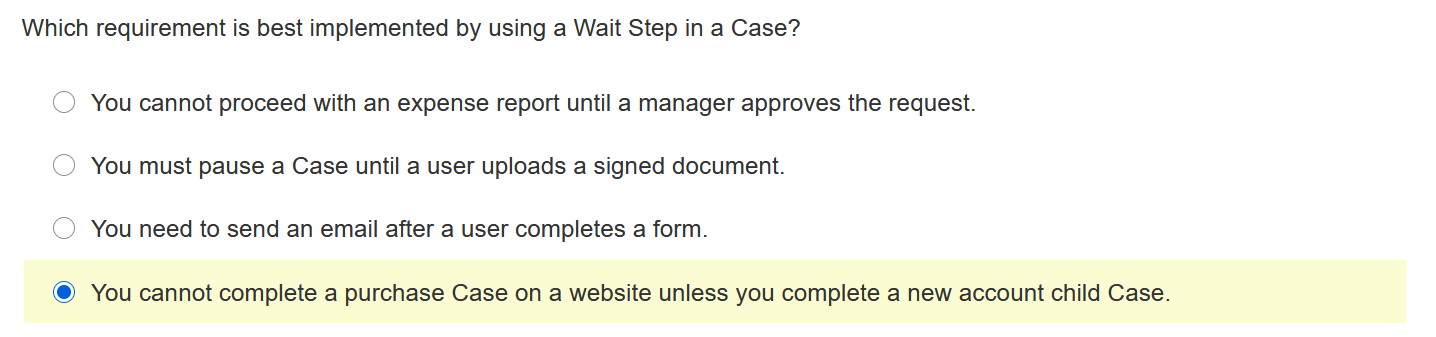 Which requirement is best implemented by using a Wait Step in a Case?
You cannot proceed with an expense report until a manager approves the request.
You must pause a Case until a user uploads a signed document.
You need to send an email after a user completes a form.
You cannot complete a purchase Case on a website unless you complete a new account child Case.